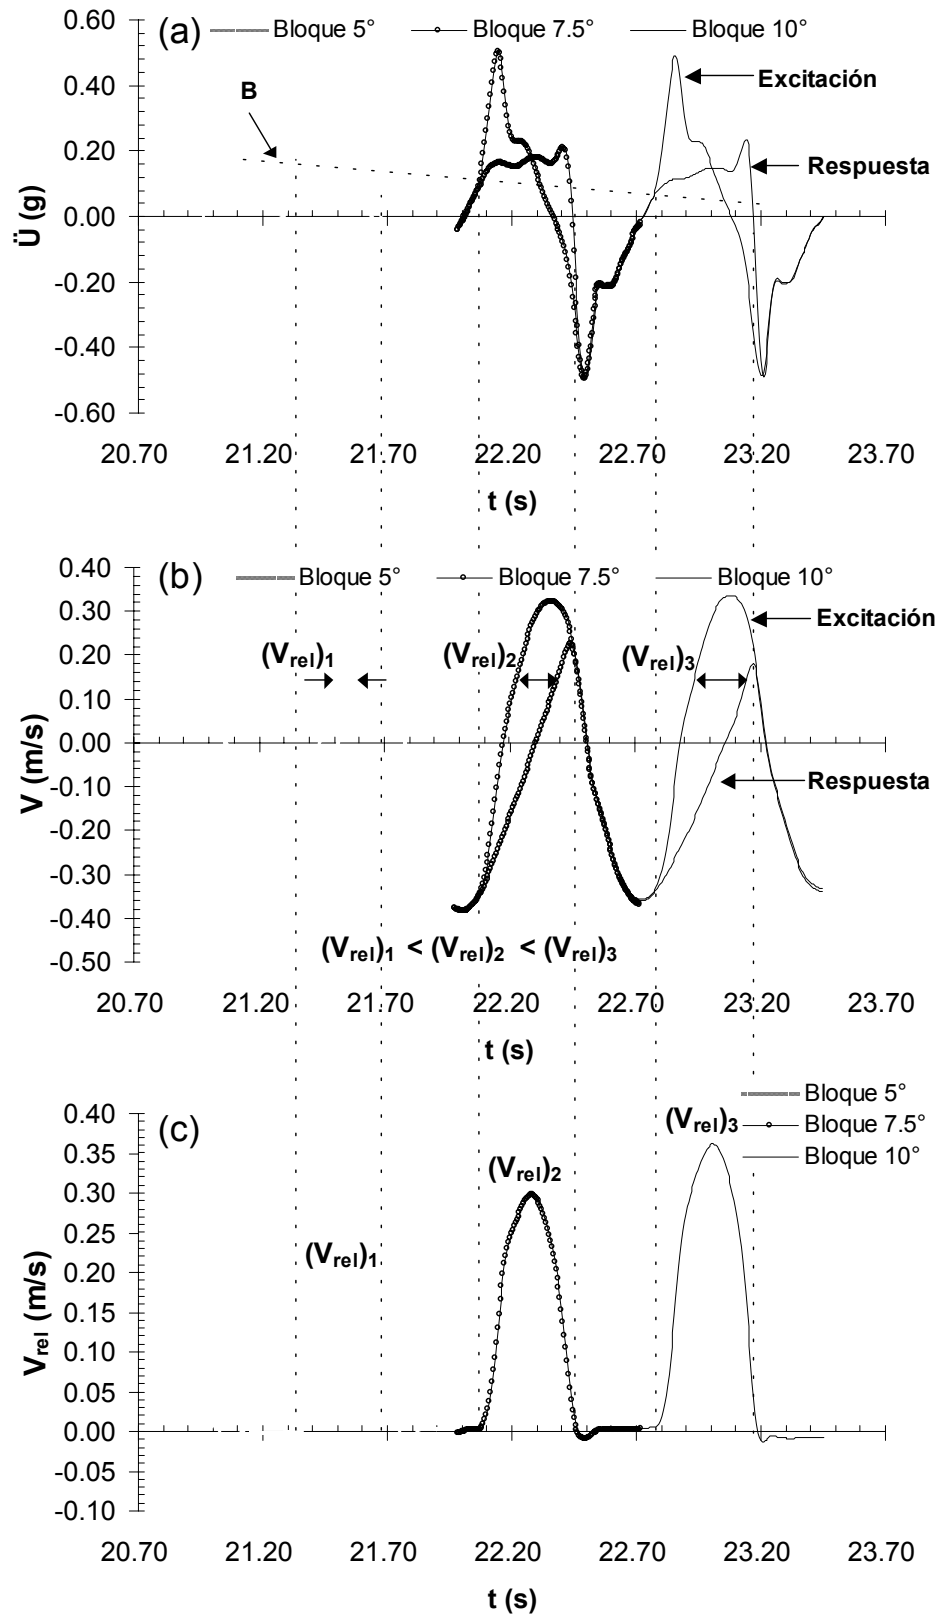 (a) Bloque 5° Bloque 7.5° Bloque 10°
0.60
0.40
0.20
0.00
-0.20
-0.40
-0.60
Ü (g)
B
Excitación
Respuesta
20.70 21.20 21.70 22.20 22.70 23.20 23.70
t (s)
(b) Bloque 5° Bloque 7.5° Bloque 10°
0.40
0.30
0.20
0.10
0.00
-0.10
-0.20
-0.30
-0.40
-0.50
V (m/s)
Excitación
(Vrel)1 (Vrel)2 (Vrel)3
Respuesta
(Vrel)1 < (Vrel)2 < (Vrel)3
20.70 21.20 21.70 22.20 22.70 23.20 23.70
t (s)
(c)
Bloque 5°
Bloque 7.5°
Bloque 10°
0.40
0.35
0.30
0.25
0.20
0.15
0.10
0.05
0.00
-0.05
-0.10
Vrel (m/s)
(Vrel)3
(Vrel)2
(Vrel)1
20.70 21.20 21.70 22.20 22.70 23.20 23.70
t (s)